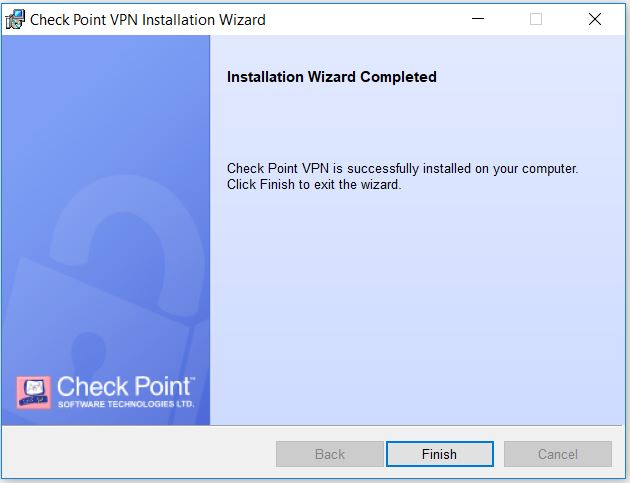 Check Point VPN Installation Wizard
Installation Wizard Completed
Check Point VPN is successfully installed on your computer.
Click Finish to exit the wizard.
Check Point™
SOFTWARE TECHNOLOGIES LTD.
Back
Finish
Cancel